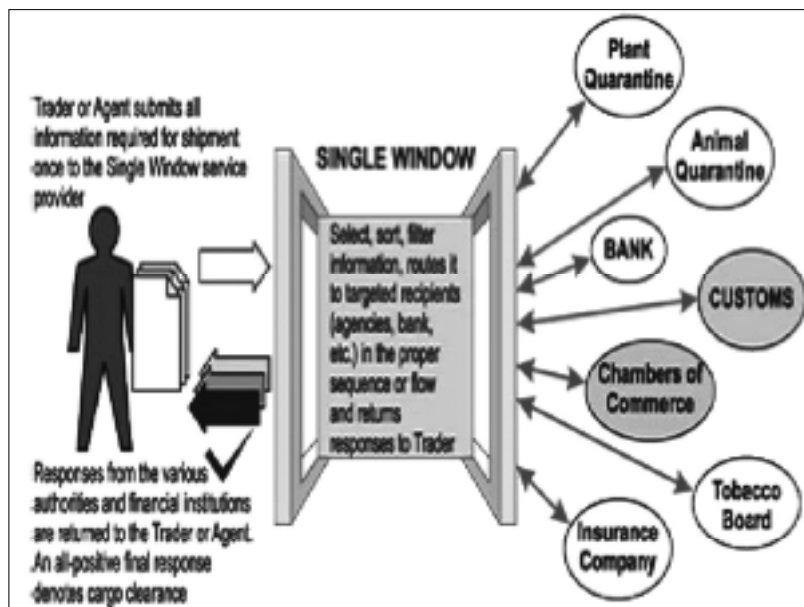 Trader or Agent submits all
information required for shipment
once to the Single Window service
provider
SINGLE WINDOW
Select, sort, filter
information, routes it
to targeted recipients
(agencies, bank,
etc.) in the proper
sequence or flow
and returns
responses to Trader
Responses from the various
authorities and financial institutions
are returned to the Trader or Agent.
An all-positive final response
denotes cargo clearance
Plant
Quarantine
Animal
Quarantine
BANK
CUSTOMS
Chambers of
Commerce
Tobacco
Board
Insurance
Company